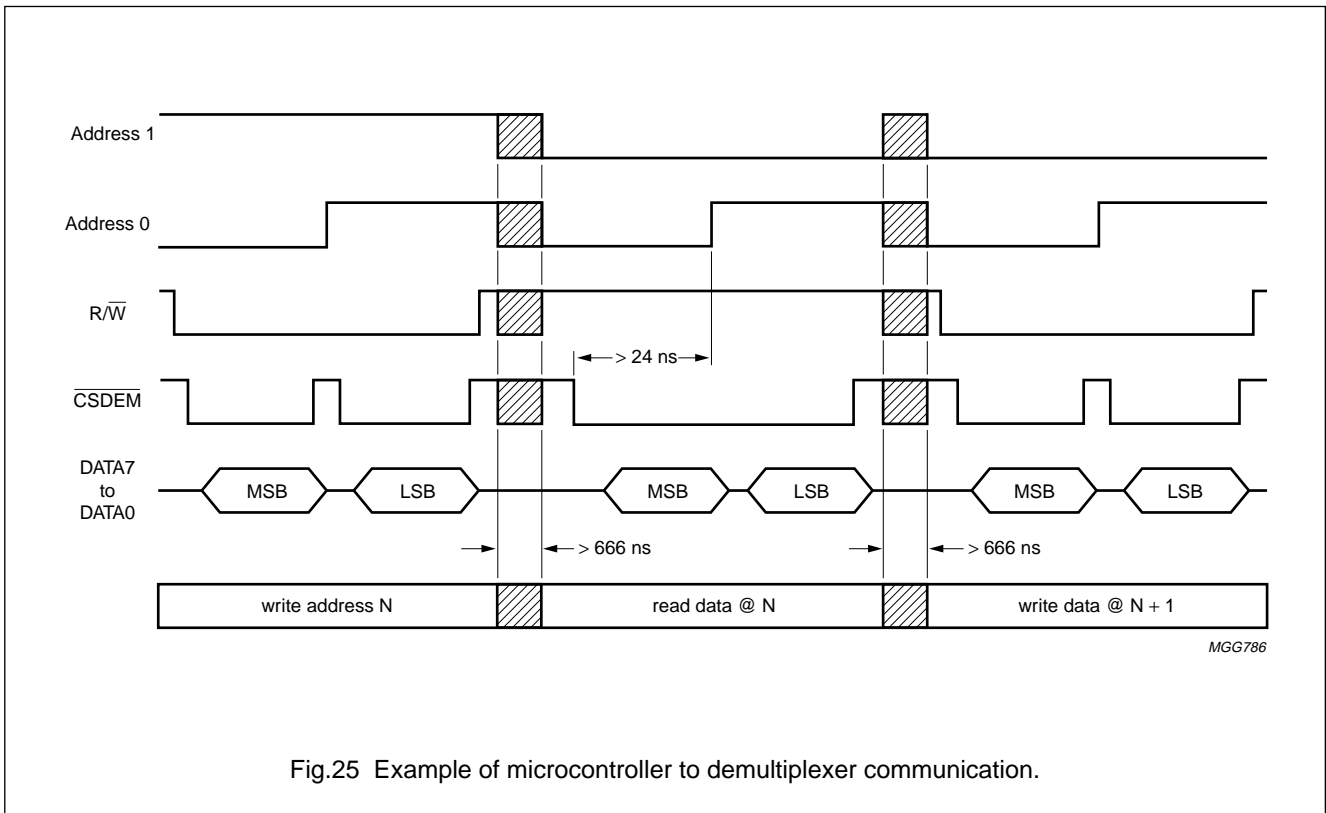 Address 1
Address 0
R/W̅
> 24 ns
C̅S̅D̅E̅M̅
DATA7
to
DATA0
MSB LSB MSB LSB MSB LSB
> 666 ns > 666 ns
write address N read data @ N write data @ N + 1
MGG786
Fig.25 Example of microcontroller to demultiplexer communication.